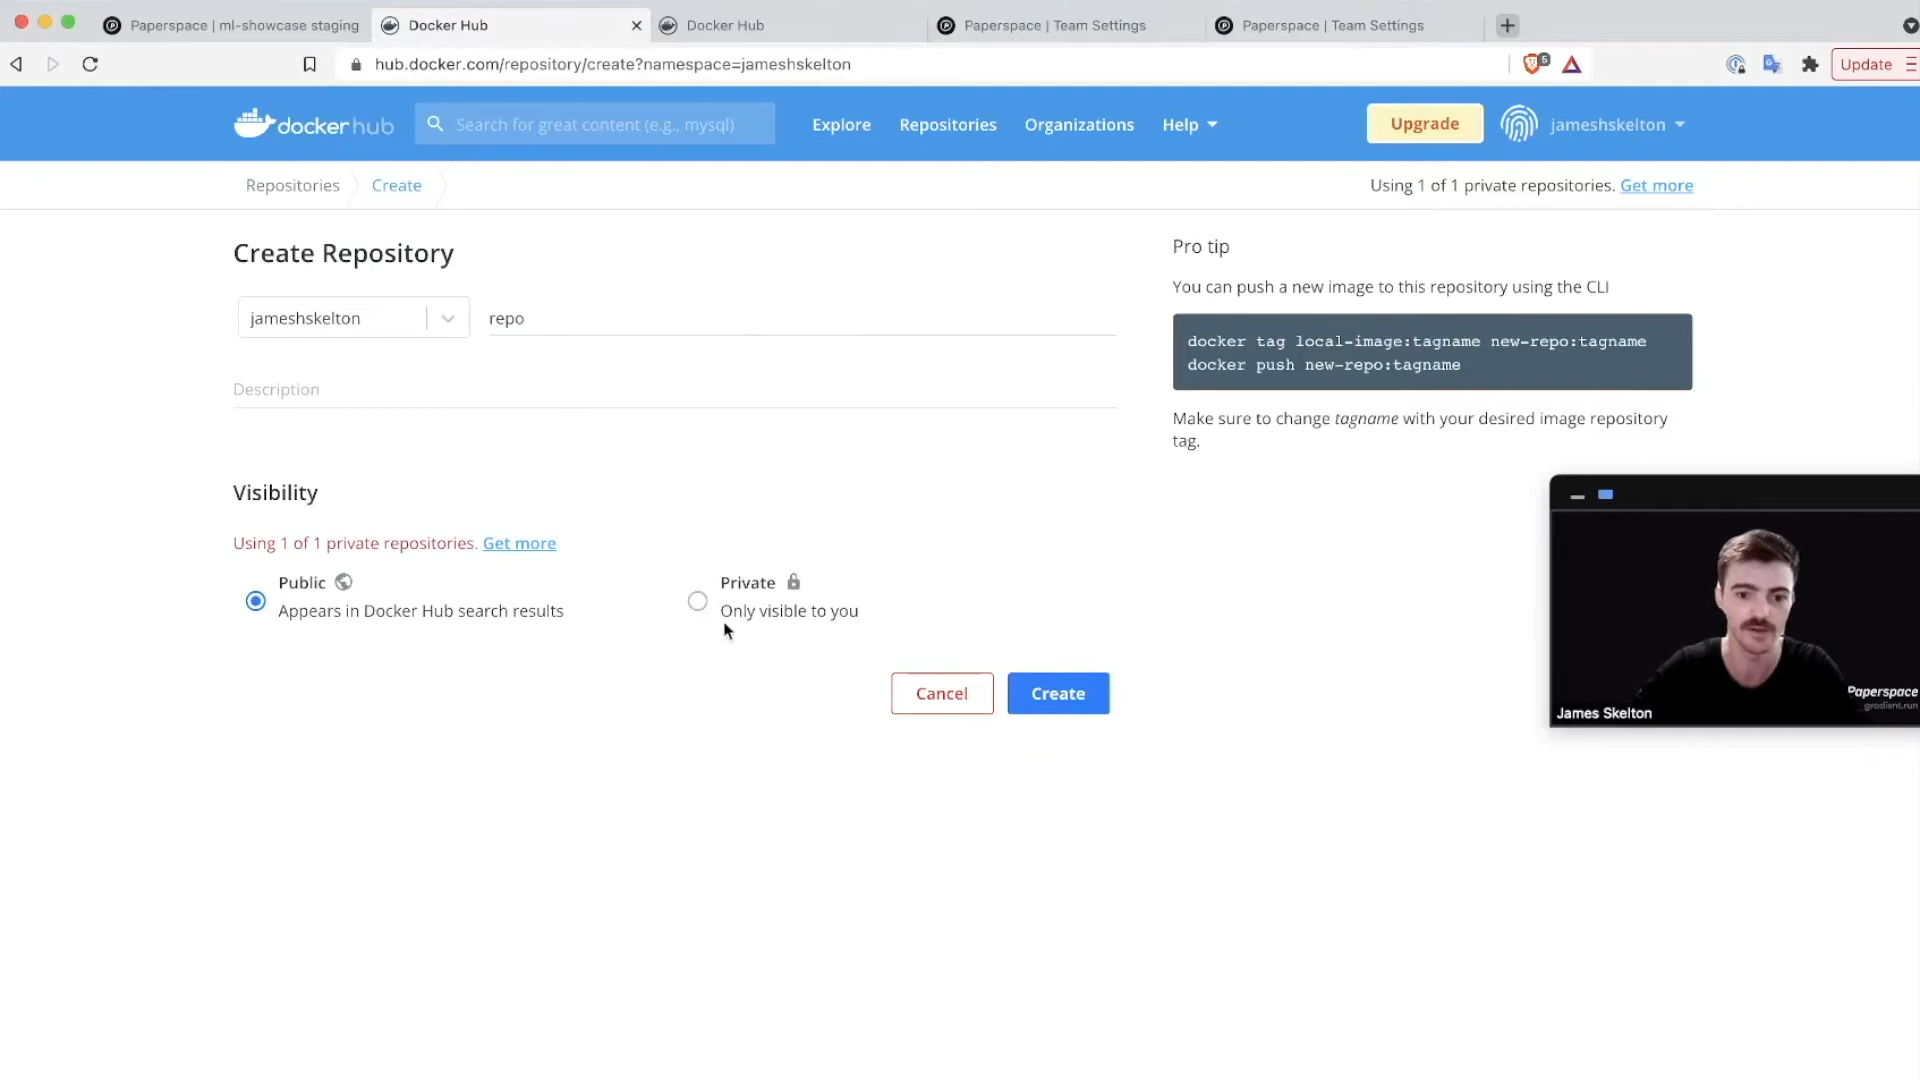 Paperspace | ml-showcase staging
Docker Hub
Docker Hub
Paperspace | Team Settings
Paperspace | Team Settings
hub.docker.com/repository/create?namespace=jameshskelton
5
Update
dockerhub
Search for great content (e.g., mysql)
Explore
Repositories
Organizations
Help
Upgrade
jameshskelton
Repositories
Create
Using 1 of 1 private repositories. Get more
Create Repository
jameshskelton
repo
Description
Visibility
Using 1 of 1 private repositories. Get more
Public
Appears in Docker Hub search results
Private
Only visible to you
Cancel
Create
Pro tip
You can push a new image to this repository using the CLI
docker tag local-image:tagname new-repo:tagname
docker push new-repo:tagname
Make sure to change tagname with your desired image repository
tag.
Paperspace
gradient.run
James Skelton